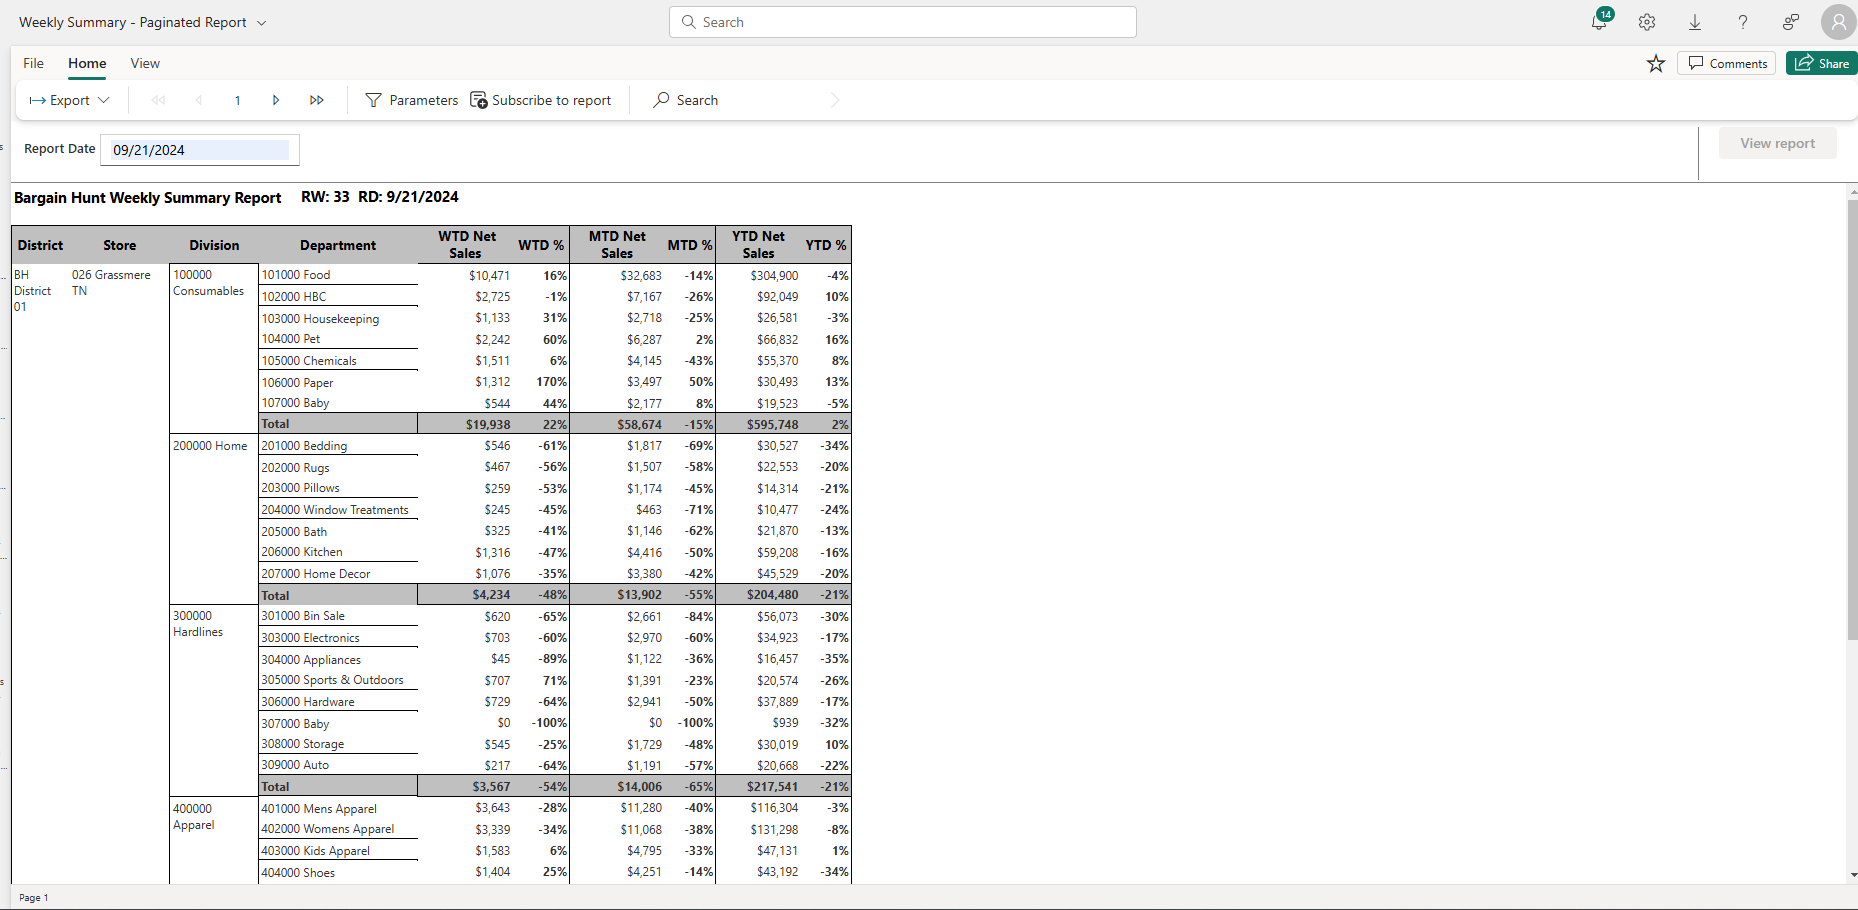 Weekly Summary - Paginated Report
Search
14
File Home View
Comments Share
Export 1 Parameters Subscribe to report Search
Report Date 09/21/2024 View report
Bargain Hunt Weekly Summary Report RW: 33 RD: 9/21/2024
District Store Division Department WTD Net Sales WTD % MTD Net Sales MTD % YTD Net Sales YTD %
BH District 01 026 Grassmere TN 100000 Consumables 101000 Food $10,471 16% $32,683 -14% $304,900 -4%
102000 HBC $2,725 -1% $7,167 -26% $92,049 10%
103000 Housekeeping $1,133 31% $2,718 -25% $26,581 -3%
104000 Pet $2,242 60% $6,287 2% $66,832 16%
105000 Chemicals $1,511 6% $4,145 -43% $55,370 8%
106000 Paper $1,312 170% $3,497 50% $30,493 13%
107000 Baby $544 44% $2,177 8% $19,523 -5%
Total $19,938 22% $58,674 -15% $595,748 2%
200000 Home 201000 Bedding $546 -61% $1,817 -69% $30,527 -34%
202000 Rugs $467 -56% $1,507 -58% $22,553 -20%
203000 Pillows $259 -53% $1,174 -45% $14,314 -21%
204000 Window Treatments $245 -45% $463 -71% $10,477 -24%
205000 Bath $325 -41% $1,146 -62% $21,870 -13%
206000 Kitchen $1,316 -47% $4,416 -50% $59,208 -16%
207000 Home Decor $1,076 -35% $3,380 -42% $45,529 -20%
Total $4,234 -48% $13,902 -55% $204,480 -21%
300000 Hardlines 301000 Bin Sale $620 -65% $2,661 -84% $56,073 -30%
303000 Electronics $703 -60% $2,970 -60% $34,923 -17%
304000 Appliances $45 -89% $1,122 -36% $16,457 -35%
305000 Sports & Outdoors $707 71% $1,391 -23% $20,574 -26%
306000 Hardware $729 -64% $2,941 -50% $37,889 -17%
307000 Baby $0 -100% $0 -100% $939 -32%
308000 Storage $545 -25% $1,729 -48% $30,019 10%
309000 Auto $217 -64% $1,191 -57% $20,668 -22%
Total $3,567 -54% $14,006 -65% $217,541 -21%
400000 Apparel 401000 Mens Apparel $3,643 -28% $11,280 -40% $116,304 -3%
402000 Womens Apparel $3,339 -34% $11,068 -38% $131,298 -8%
403000 Kids Apparel $1,583 6% $4,795 -33% $47,131 1%
404000 Shoes $1,404 25% $4,251 -14% $43,192 -34%
Page 1